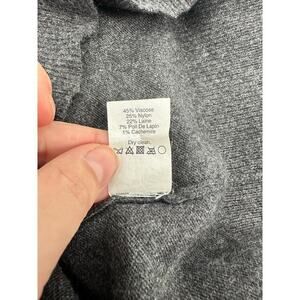 45% Viscose
25% Nylon
22% Laine
7% Poil De Lapin
1% Cachemire
Dry clean.